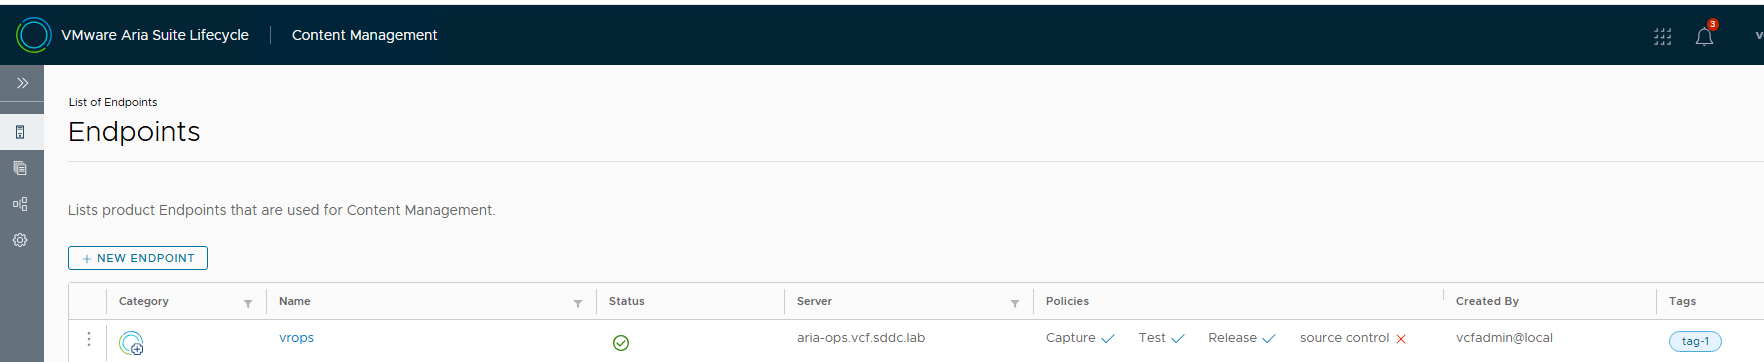 VMware Aria Suite Lifecycle Content Management 3
List of Endpoints
Endpoints
Lists product Endpoints that are used for Content Management.
+ NEW ENDPOINT
Category Name Status Server Policies Created By Tags
vrops aria-ops.vcf.sddc.lab Capture Test Release source control vcfadmin@local tag-1